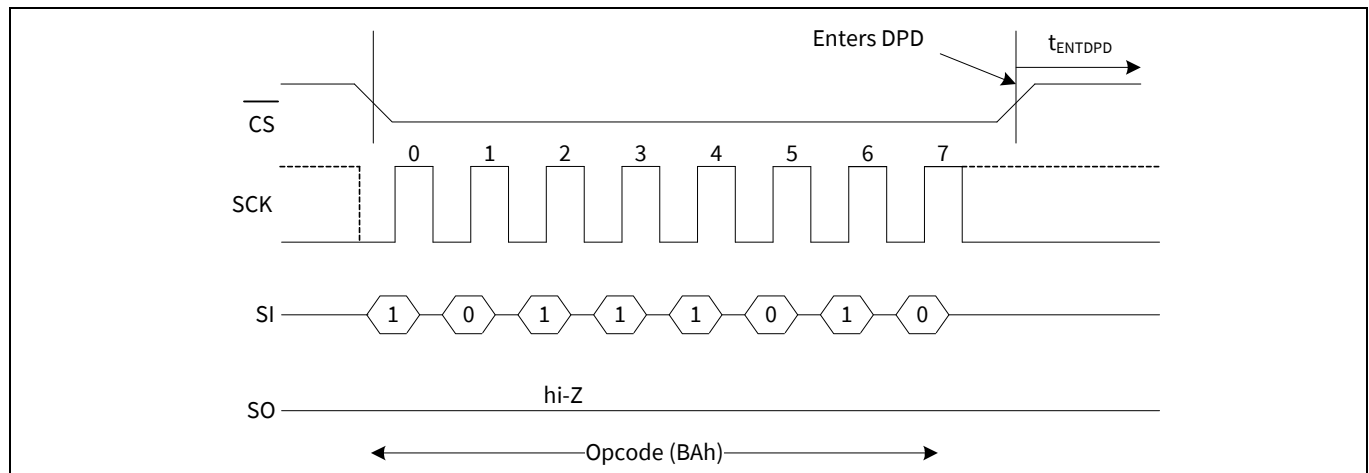 Enters DPD
tENTDPD
CS
0 1 2 3 4 5 6 7
SCK
SI 1 0 1 1 1 0 1 0
hi-Z
SO
Opcode (BAh)